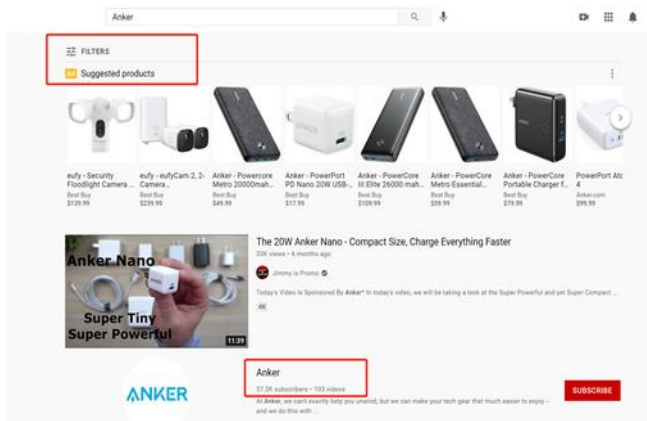 Anker
FILTERS
Ad Suggested products
eufy - Security
Floodlight Camera ...
Best Buy
$129.99
eufy - eufyCam 2, 2-
Camera...
Best Buy
$239.99
Anker - Powercore
Metro 20000mah...
Best Buy
$49.99
Anker - PowerPort
PD Nano 20W USB-...
Best Buy
$17.99
Anker - PowerCore
III Elite 26000 mah...
Best Buy
$109.99
Anker - PowerCore
Metro Essential...
Best Buy
$59.99
Anker - PowerCore
Portable Charger f...
Best Buy
$79.99
PowerPort Atc
4
Anker.com
$99.99
ANKER
Anker Nano
Super Tiny
Super Powerful
11:39
The 20W Anker Nano - Compact Size, Charge Everything Faster
33K views • 6 months ago
Jimmy is Promo
Today's Video Is Sponsored By Anker* In today's video, we will be taking a look at the Super Powerful and yet Super Compact ...
4K
ANKER
Anker
57.2K subscribers • 103 videos
At Anker, we can't exactly help you unwind, but we can make your tech gear that much easier to enjoy --
and we do this with ...
SUBSCRIBE